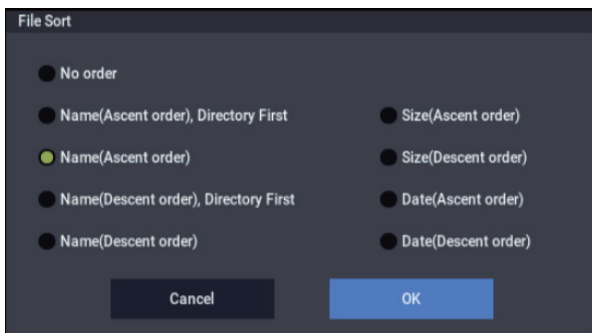 File Sort
No order
Name(Ascent order), Directory First
Size(Ascent order)
Name(Ascent order)
Size(Descent order)
Name(Descent order), Directory First
Date(Ascent order)
Name(Descent order)
Date(Descent order)
Cancel
OK